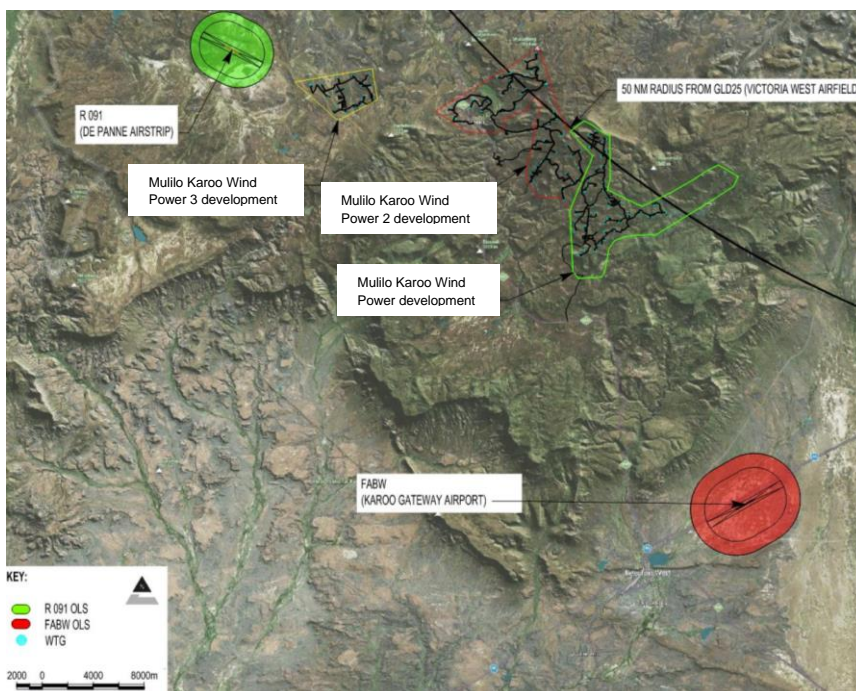 50 NM RADIUS FROM GLD25 (VICTORIA WEST AIRFIELD
R 091
(DE PANNE AIRSTRIP)
Mulilo Karoo Wind
Power 3 development
Mulilo Karoo Wind
Power 2 development
Mulilo Karoo Wind
Power development
FABW
(KAROO GATEWAY AIRPORT)
KEY:
R 091 OLS
FABW OLS
WTG
2000 0 4000 8000m